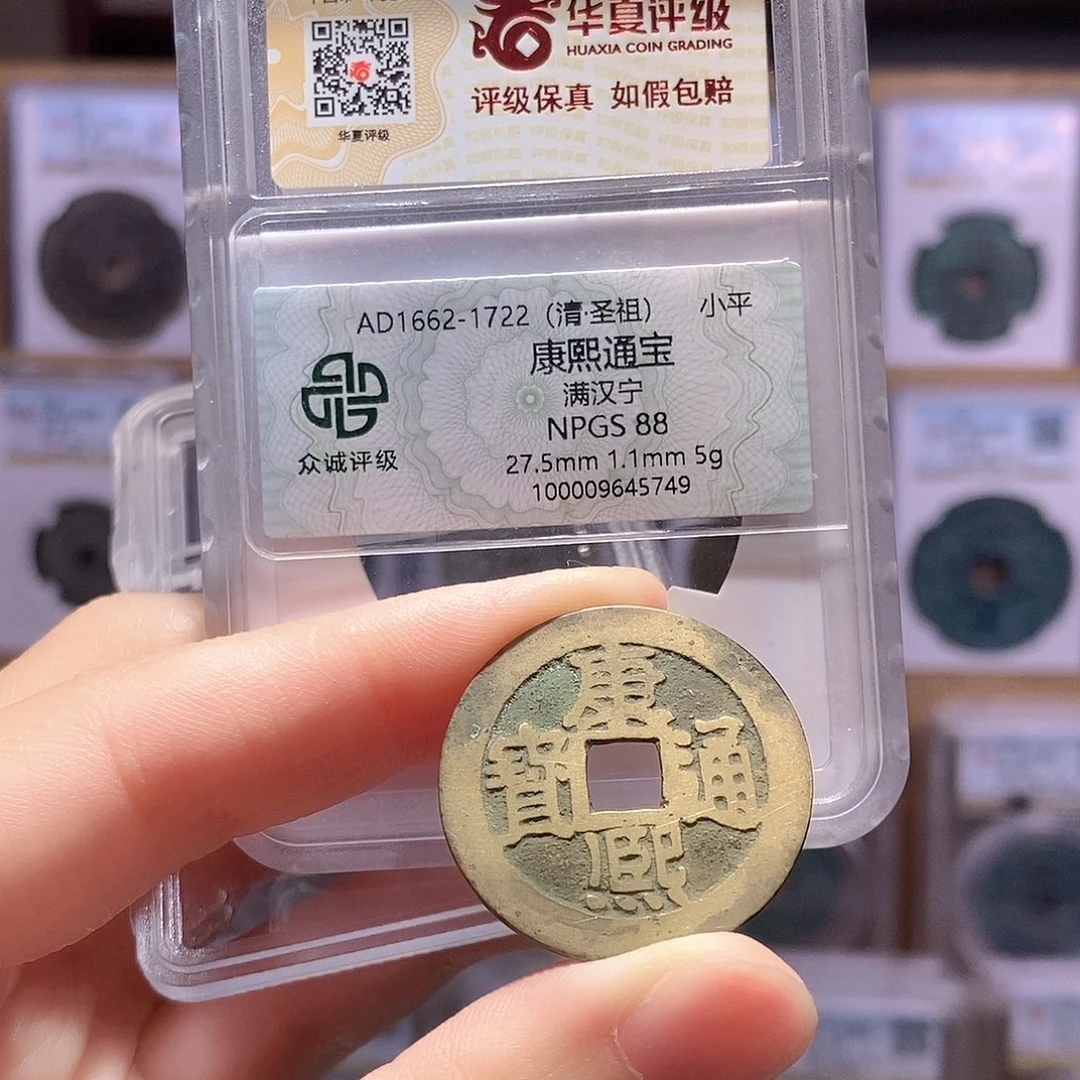 华夏评级
HUAXIA COIN GRADING
评级保真 如假包赔
华夏评级
AD1662-1722 (清·圣祖) 小平
康熙通宝
满汉宁
NPGS 88
27.5mm 1.1mm 5g
100009645749
众诚评级
康
寶 通
熙